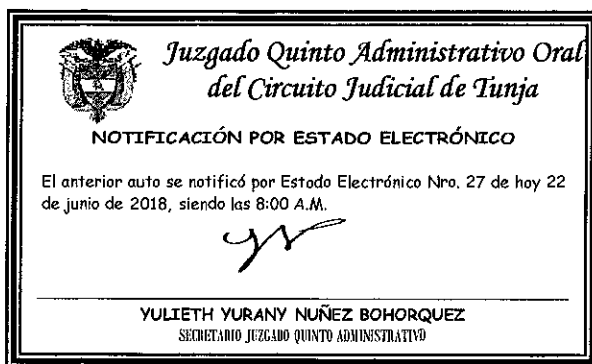 Juzgado Quinto Administrativo Oral
del Circuito Judicial de Tunja
NOTIFICACIÓN POR ESTADO ELECTRÓNICO
El anterior auto se notificó por Estado Electrónico Nro. 27 de hoy 22
de junio de 2018, siendo las 8:00 A.M.
YULIETH YURANY NUÑEZ BOHORQUEZ
SECRETARIO JUZGADO QUINTO ADMINISTRATIVO